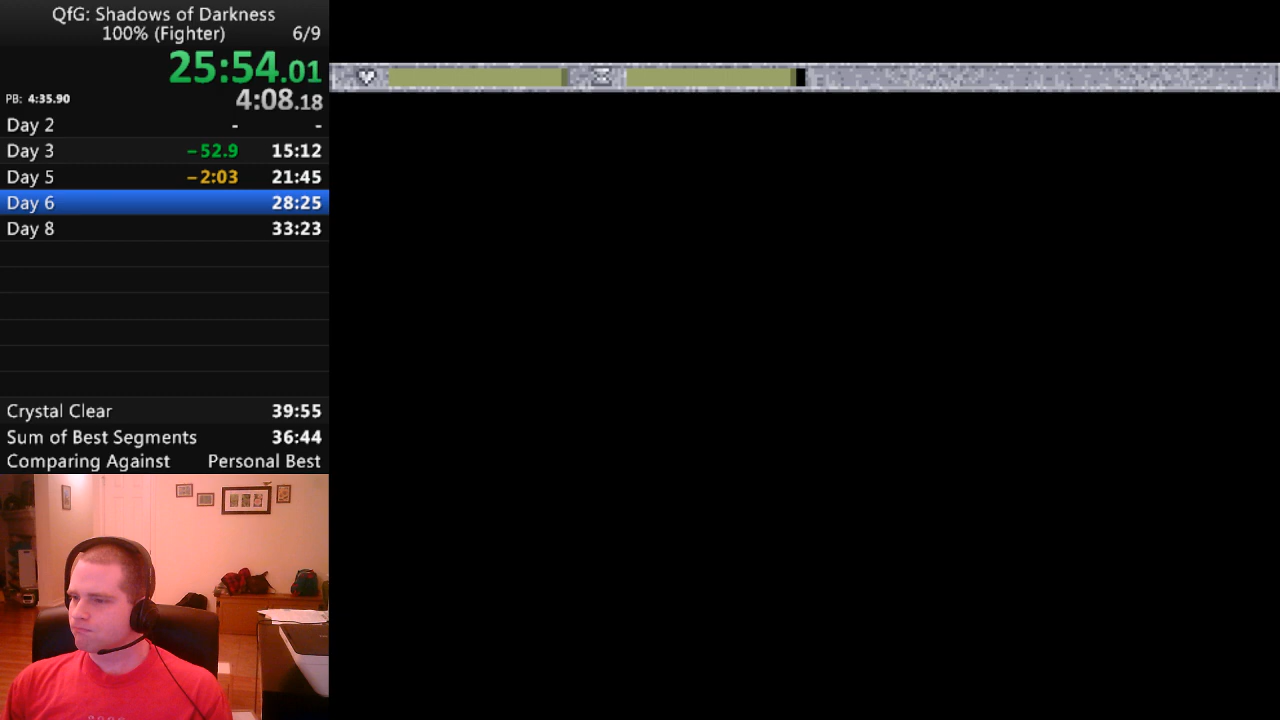 QfG: Shadows of Darkness
100% (Fighter) 6/9
25:54.01
PB: 4:35.90 4:08.18
Day 2 - -
Day 3 -52.9 15:12
Day 5 -2:03 21:45
Day 6 28:25
Day 8 33:23
Crystal Clear 39:55
Sum of Best Segments 36:44
Comparing Against Personal Best